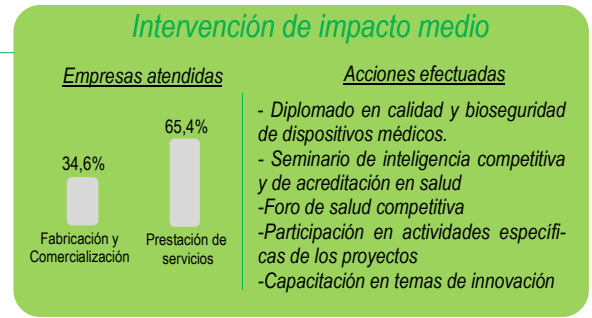 Intervención de impacto medio
Empresas atendidas
65,4%
34,6%
Fabricación y
Comercialización
Prestación de
servicios
Acciones efectuadas
- Diplomado en calidad y bioseguridad
de dispositivos médicos.
- Seminario de inteligencia competitiva
y de acreditación en salud
-Foro de salud competitiva
-Participación en actividades específi-
cas de los proyectos
-Capacitación en temas de innovación